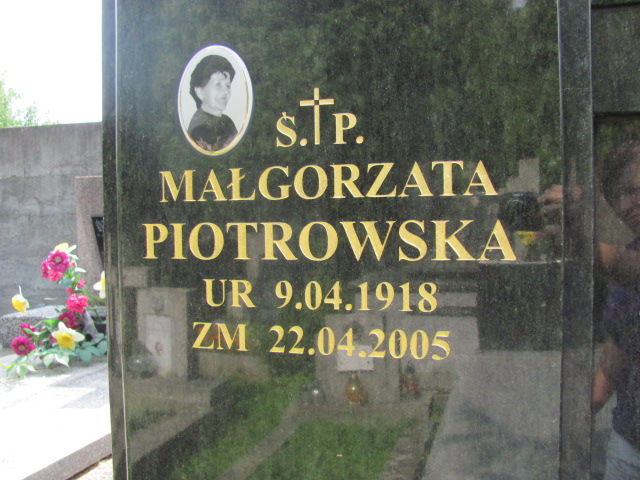 Ś.†P.
MAŁGORZATA
PIOTROWSKA
UR 9.04.1918
ZM 22.04.2005